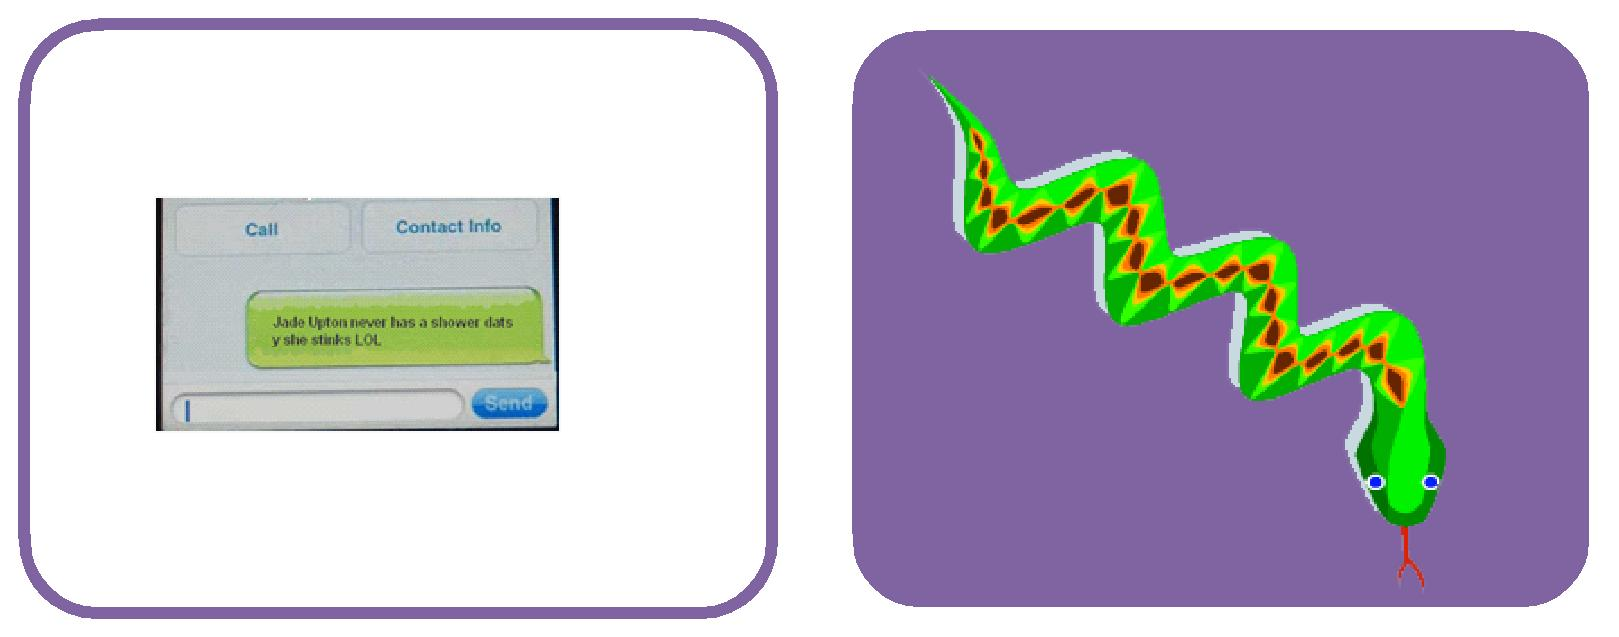 Call
Contact Info
Jade Upton never has a shower dats
y she stinks LOL
Send